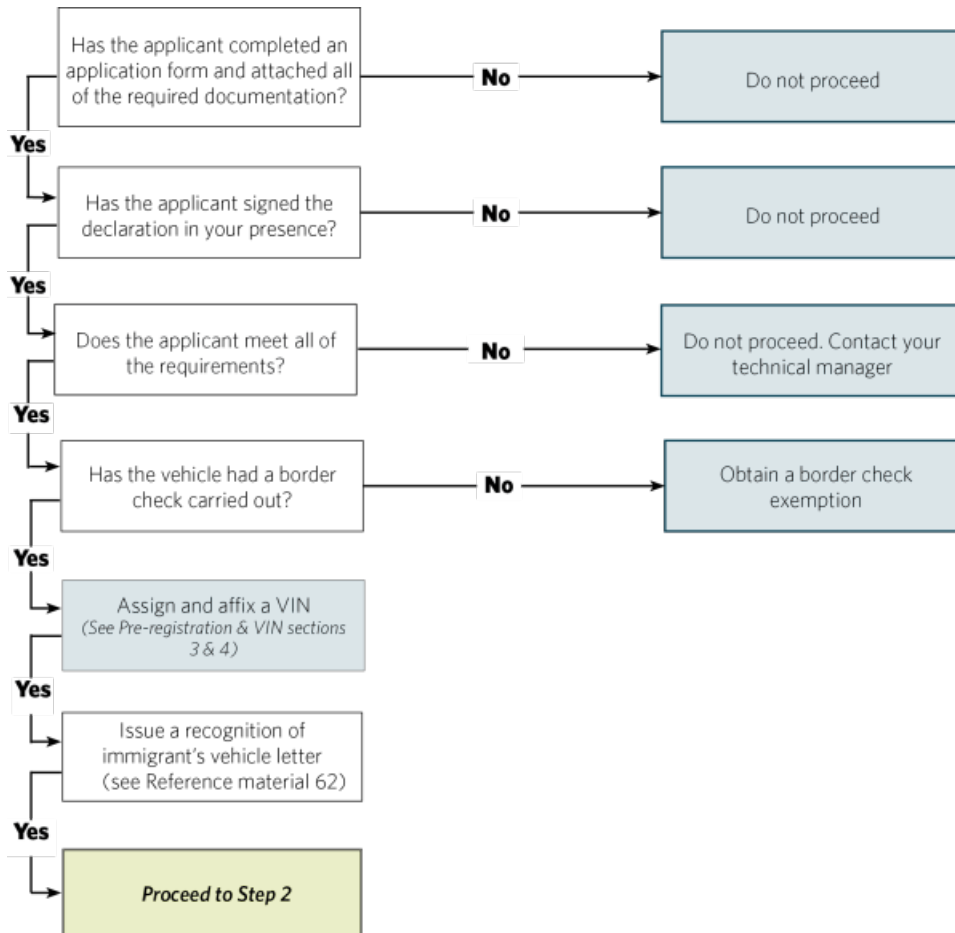 Has the applicant completed an
application form and attached all
of the required documentation?
No
Do not proceed
Yes
Has the applicant signed the
declaration in your presence?
No
Do not proceed
Yes
Does the applicant meet all of
the requirements?
No
Do not proceed. Contact your
technical manager
Yes
Has the vehicle had a border
check carried out?
No
Obtain a border check
exemption
Yes
Assign and affix a VIN
(See Pre-registration & VIN sections
3 & 4)
Yes
Issue a recognition of
immigrant's vehicle letter
(see Reference material 62)
Yes
Proceed to Step 2